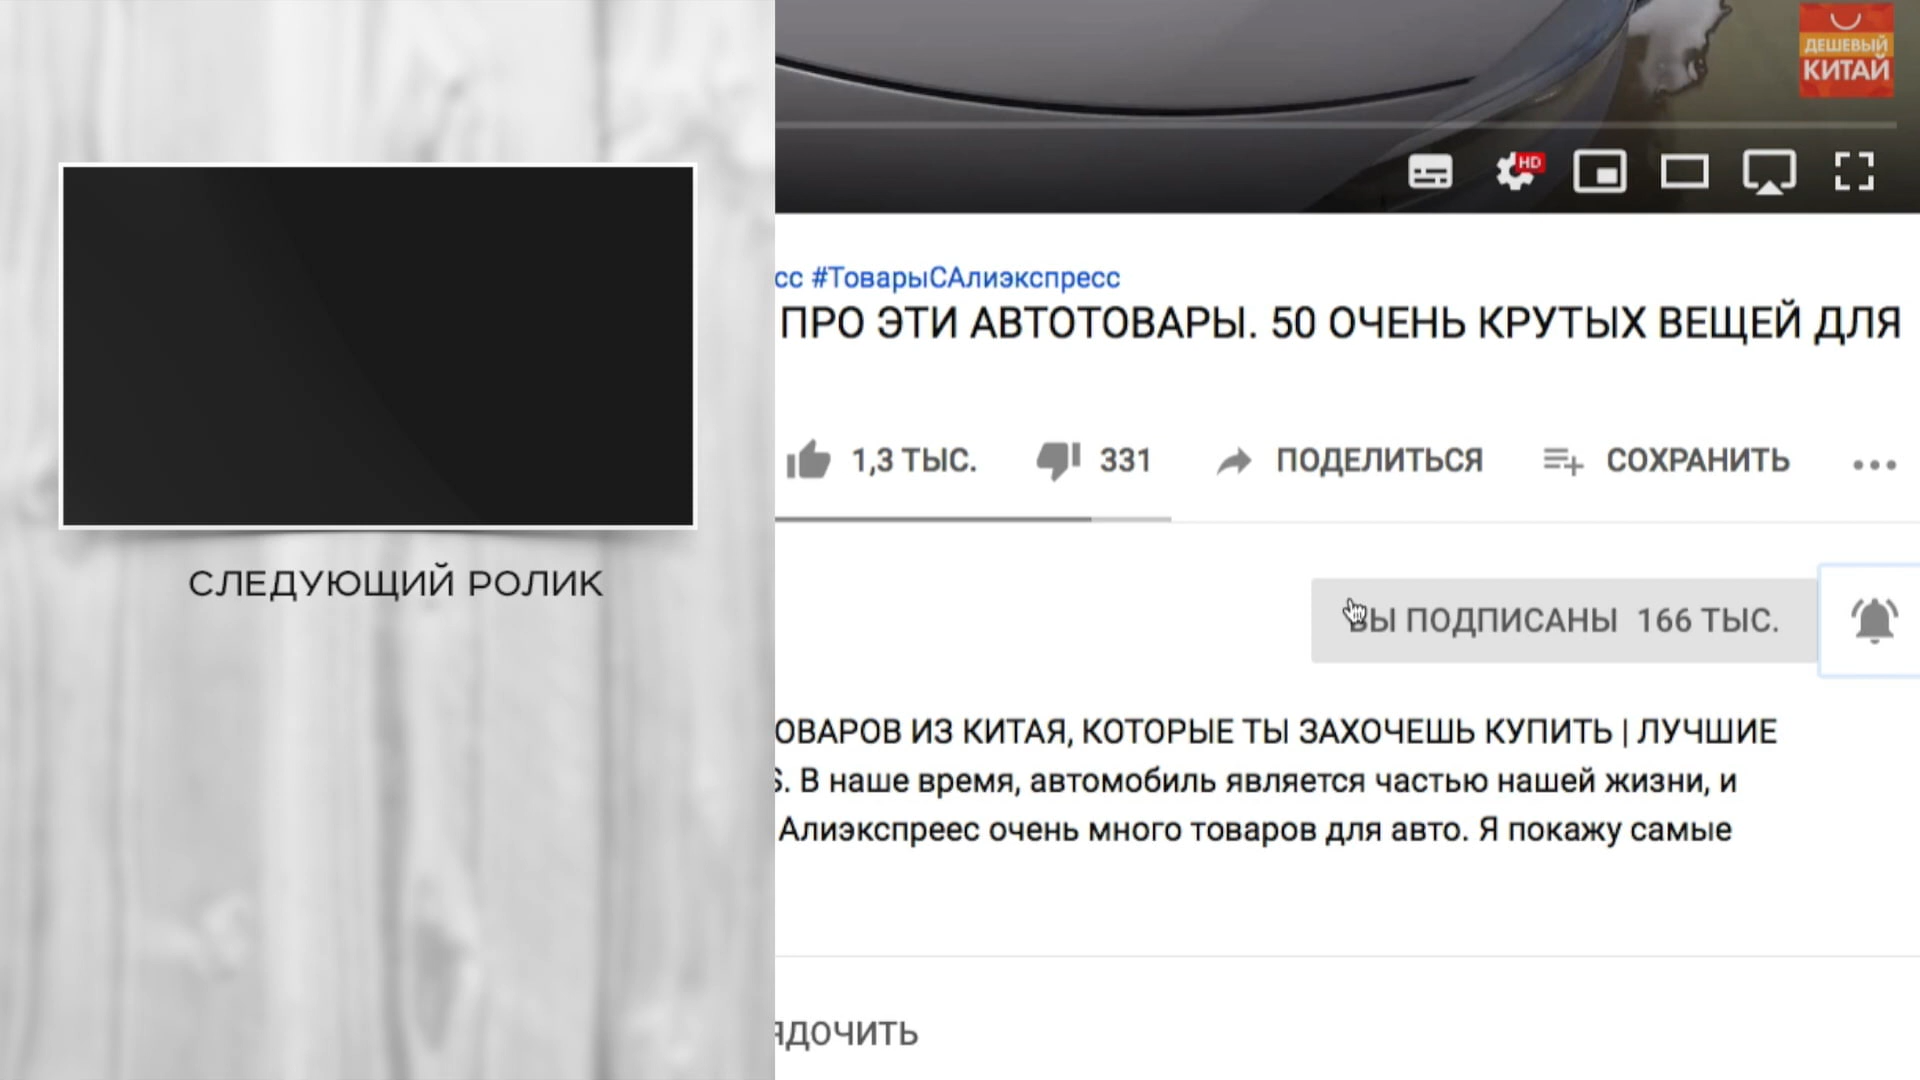 СЛЕДУЮЩИЙ РОЛИК
ДЕШЕВЫЙ
КИТАЙ
HD
сс #ТоварыСАлиэкспресс
ПРО ЭТИ АВТОТОВАРЫ. 50 ОЧЕНЬ КРУТЫХ ВЕЩЕЙ ДЛЯ
1,3 ТЫС. 331 ПОДЕЛИТЬСЯ СОХРАНИТЬ
ВЫ ПОДПИСАНЫ 166 ТЫС.
ОВАРОВ ИЗ КИТАЯ, КОТОРЫЕ ТЫ ЗАХОЧЕШЬ КУПИТЬ | ЛУЧШИЕ
S. В наше время, автомобиль является частью нашей жизни, и
Алиэкспреес очень много товаров для авто. Я покажу самые
ЯДОЧИТЬ